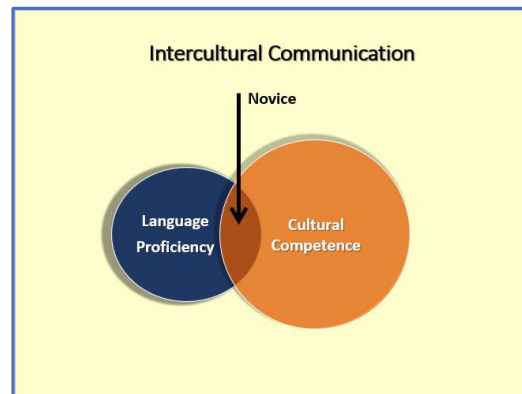 Intercultural Communication
Novice
Language
Proficiency
Cultural
Competence